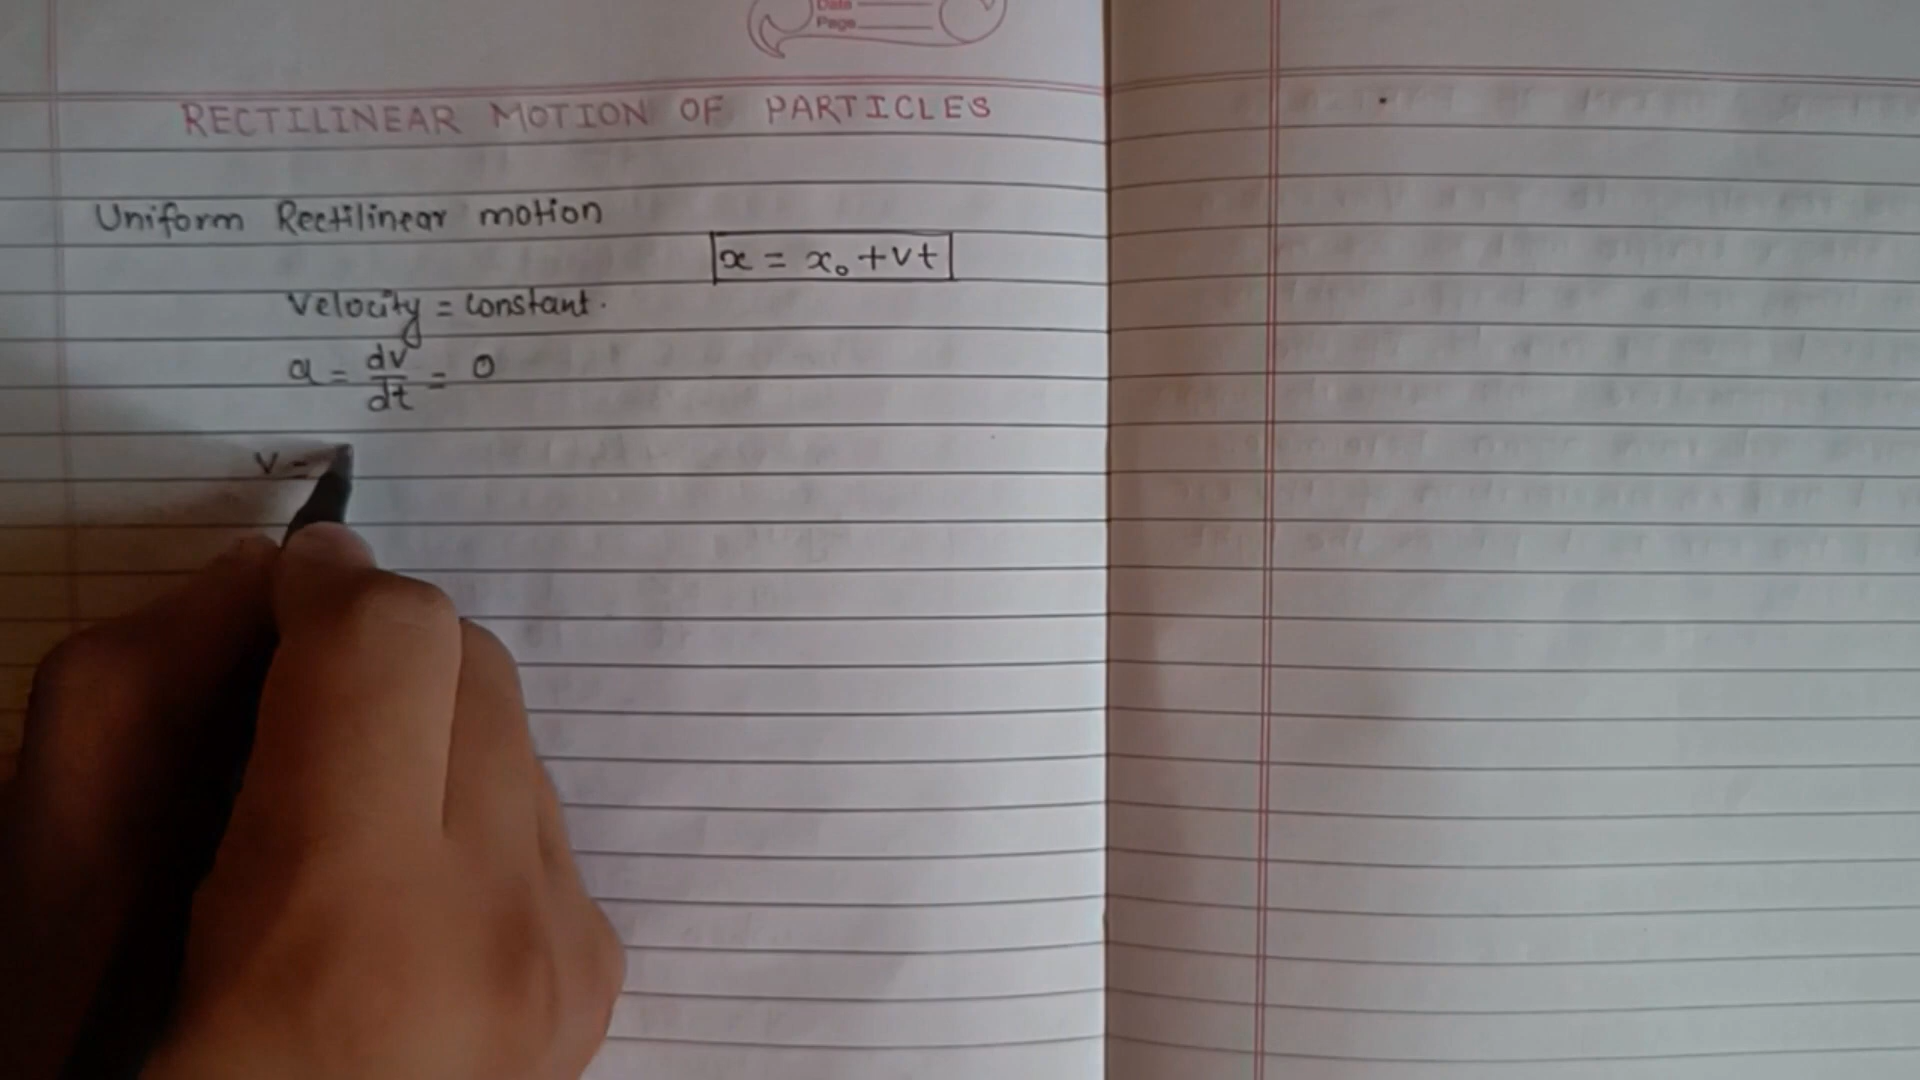 Date
Page
RECTILINEAR MOTION OF PARTICLES
Uniform Rectilinear motion
x = x₀ + vt
Velocity = constant.
a = dv/dt = 0
v =